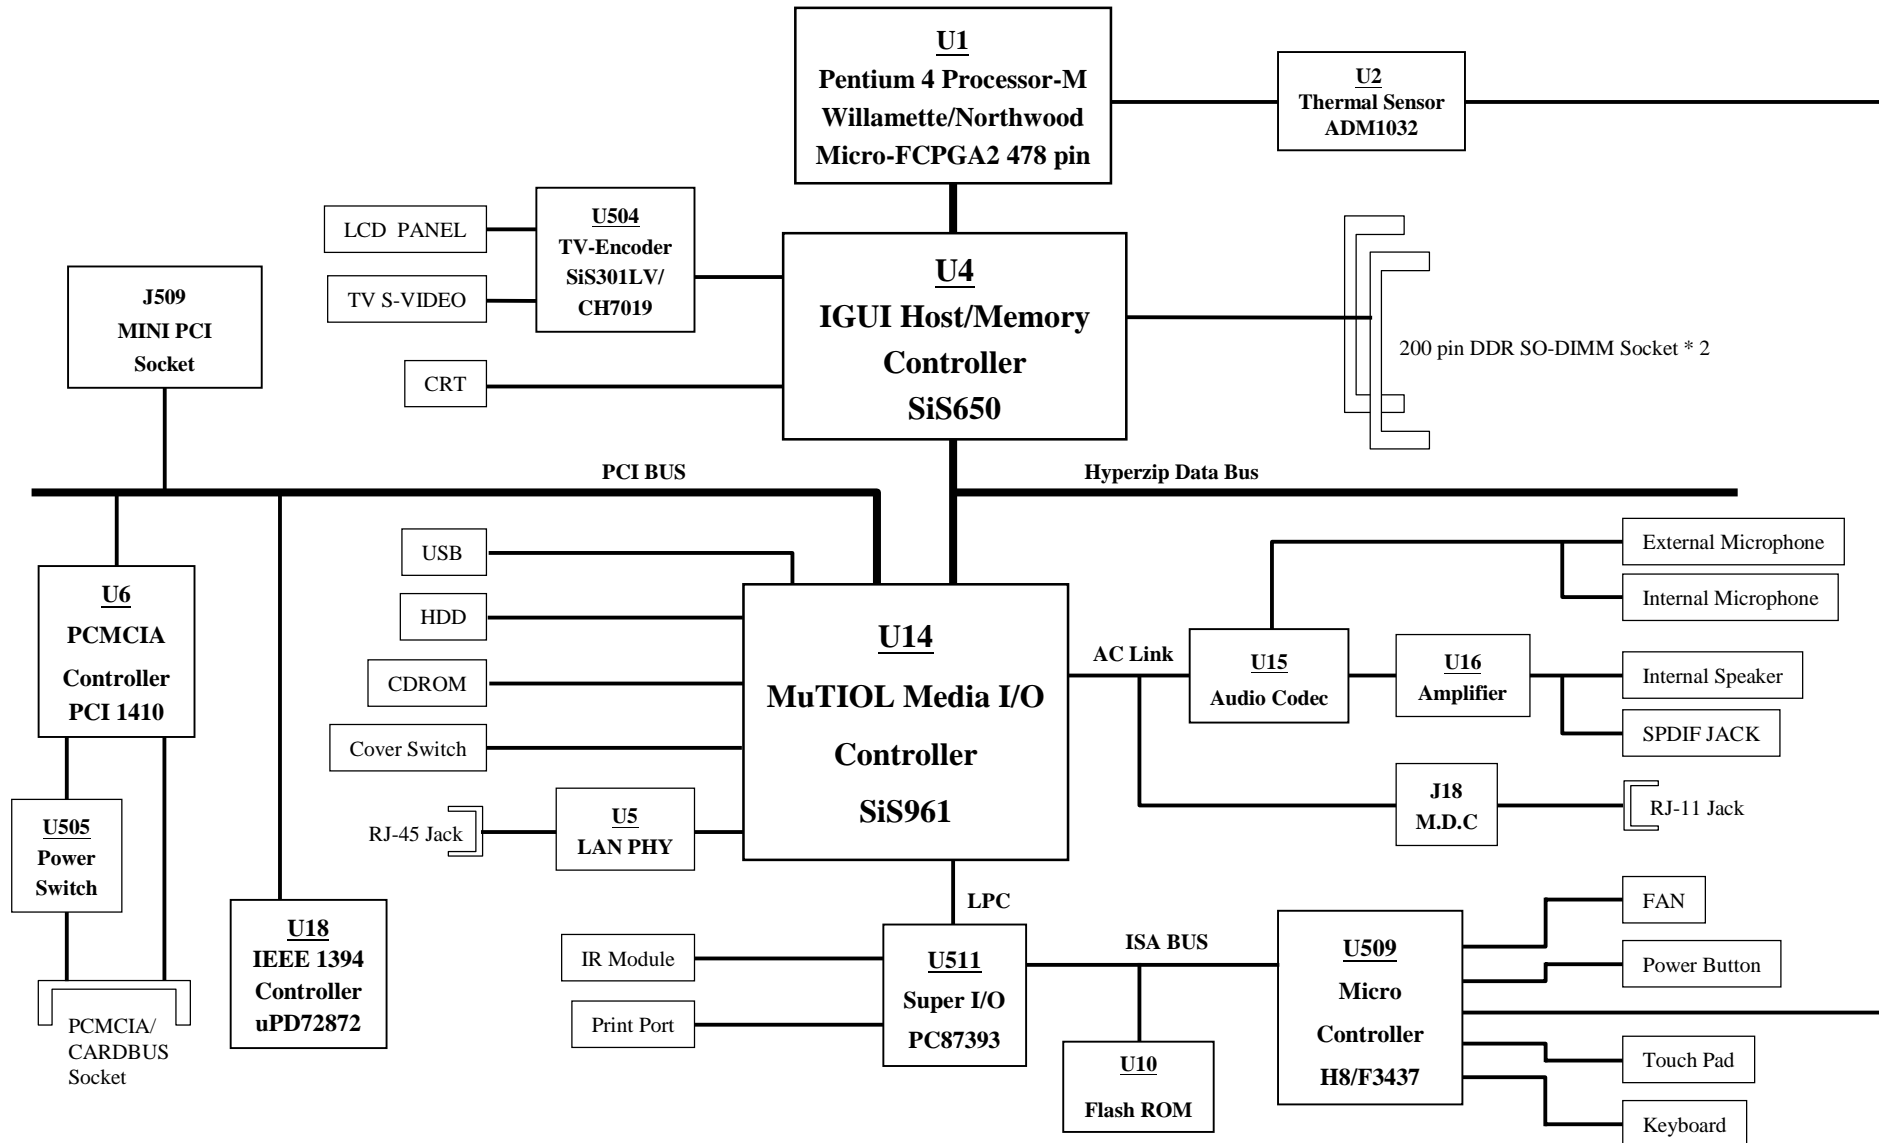 U1
Pentium 4 Processor-M
Willamette/Northwood
Micro-FCPGA2 478 pin
U2
Thermal Sensor
ADM1032
U504
TV-Encoder
SiS301LV/
CH7019
LCD PANEL
TV S-VIDEO
CRT
U4
IGUI Host/Memory
Controller
SiS650
200 pin DDR SO-DIMM Socket * 2
J509
MINI PCI
Socket
PCI BUS
Hyperzip Data Bus
U6
PCMCIA
Controller
PCI 1410
U505
Power
Switch
PCMCIA/
CARDBUS
Socket
U18
IEEE 1394
Controller
uPD72872
USB
HDD
CDROM
Cover Switch
RJ-45 Jack
U5
LAN PHY
U14
MuTIOL Media I/O
Controller
SiS961
AC Link
U15
Audio Codec
U16
Amplifier
External Microphone
Internal Microphone
Internal Speaker
SPDIF JACK
J18
M.D.C
RJ-11 Jack
LPC
IR Module
Print Port
U511
Super I/O
PC87393
ISA BUS
U10
Flash ROM
U509
Micro
Controller
H8/F3437
FAN
Power Button
Touch Pad
Keyboard